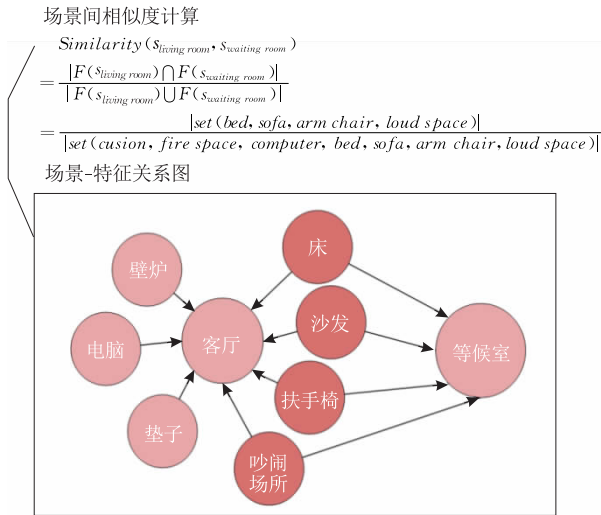 场景间相似度计算
Similarity(s_{living room}, s_{waiting room})
= |F(s_{living room})⋂F(s_{waiting room})| / |F(s_{living room})⋃F(s_{waiting room})|
= |set(bed, sofa, arm chair, loud space)| / |set(cusion, fire space, computer, bed, sofa, arm chair, loud space)|
场景-特征关系图
床
壁炉
沙发
电脑
客厅
等候室
扶手椅
垫子
吵闹
场所